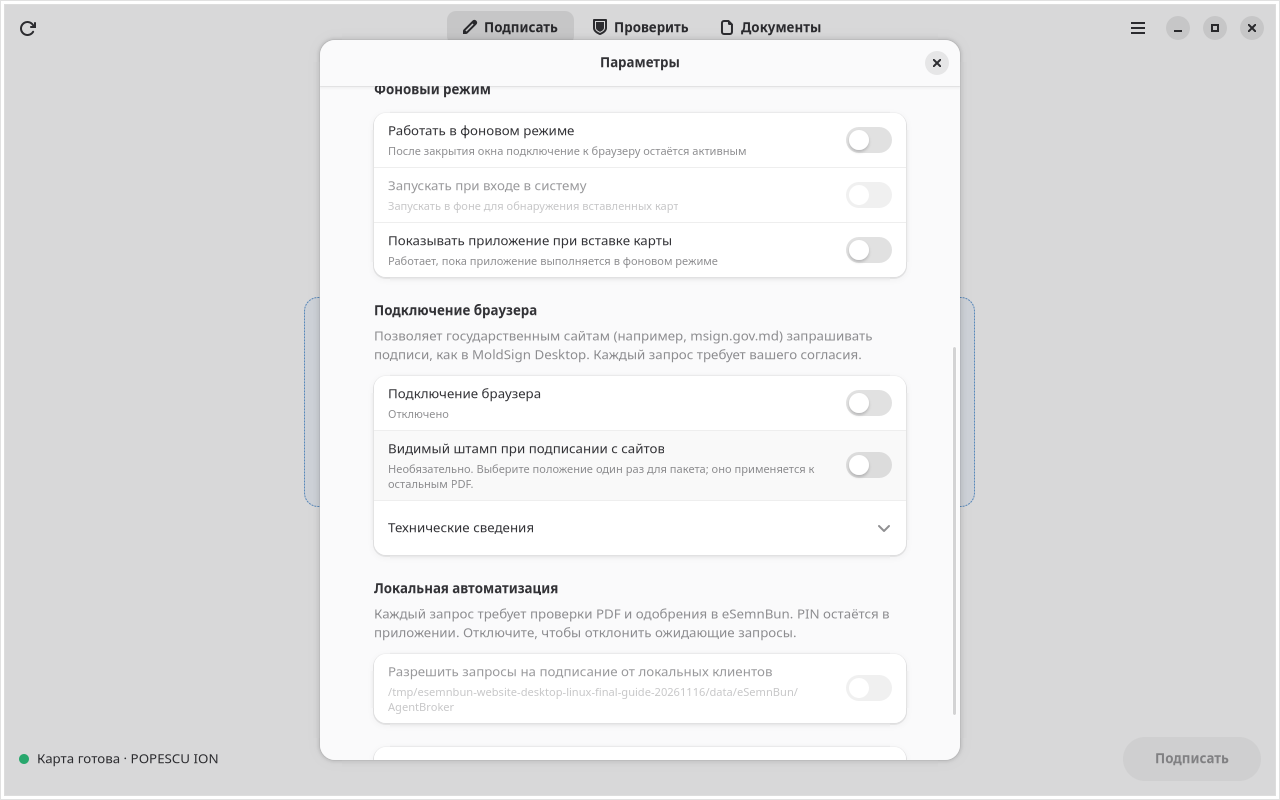 Подписать
Проверить
Документы
Параметры
Фоновый режим
Работать в фоновом режиме
После закрытия окна подключение к браузеру остаётся активным
Запускать при входе в систему
Запускать в фоне для обнаружения вставленных карт
Показывать приложение при вставке карты
Работает, пока приложение выполняется в фоновом режиме
Подключение браузера
Позволяет государственным сайтам (например, msign.gov.md) запрашивать
подписи, как в MoldSign Desktop. Каждый запрос требует вашего согласия.
Подключение браузера
Отключено
Видимый штамп при подписании с сайтов
Необязательно. Выберите положение один раз для пакета; оно применяется к
остальным PDF.
Технические сведения
Локальная автоматизация
Каждый запрос требует проверки PDF и одобрения в eSemnBun. PIN остаётся в
приложении. Отключите, чтобы отклонить ожидающие запросы.
Разрешить запросы на подписание от локальных клиентов
/tmp/esemnbun-website-desktop-linux-final-guide-20261116/data/eSemnBun/
AgentBroker
Карта готова · POPESCU ION
Подписать